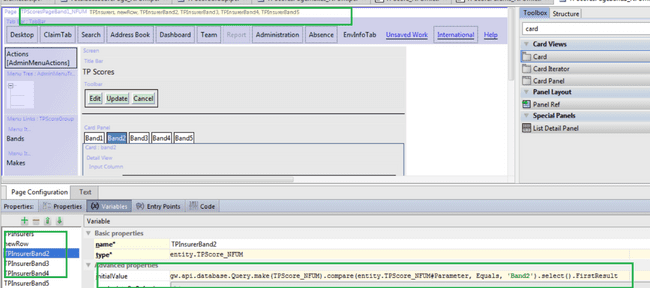 Page : TPScoresPageBand1_NFUM TPInsurers, newRow, TPInsurerBand2, TPInsurerBand3, TPInsurerBand4, TPInsurerBand5
Tab : TabBar
Desktop ClaimTab Search Address Book Dashboard Team Report Administration Absence EnvInfoTab Unsaved Work International Help
Actions
[AdminMenuActions]
Menu Tree : AdminMenuTr...
Menu Links : TPScoreGroup
Menu It...
Bands
Menu It...
Makes
Screen
Title Bar
TP Scores
Toolbar
Edit Update Cancel
Card Panel
Band1 Band2 Band3 Band4 Band5
Card : band2
Detail View
Input Column
Toolbox Structure
card
Card Views
Card
Card Iterator
Card Panel
Panel Layout
Panel Ref
Special Panels
List Detail Panel
Page Configuration Text
Properties: Properties Variables Entry Points Code
TPInsurers
newRow
TPInsurerBand2
TPInsurerBand3
TPInsurerBand4
TPInsurerBand5
Variable
Basic properties
name* TPInsurerBand2
type* entity.TPScore_NFUM
Advanced properties
initialValue gw.api.database.Query.make(TPScore_NFUM).compare(entity.TPScore_NFUM#Parameter, Equals, 'Band2').select().FirstResult